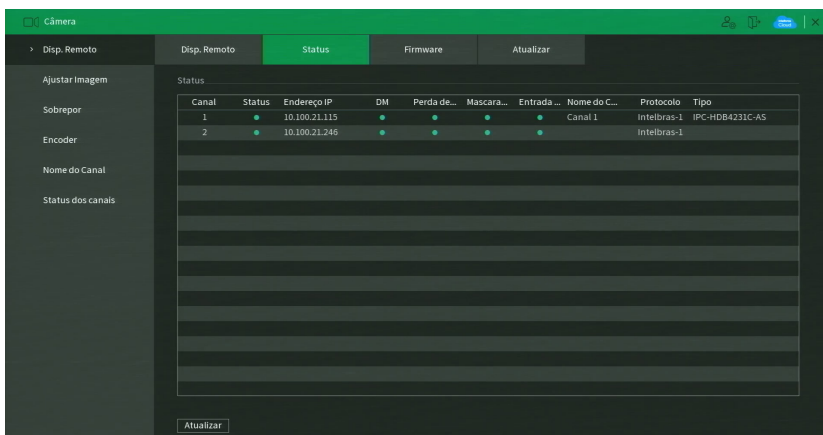 Câmera
Disp. Remoto
Disp. Remoto Status Firmware Atualizar
Ajustar Imagem
Sobrepor
Encoder
Nome do Canal
Status dos canais
Status
Canal Status Endereço IP DM Perda de... Mascara... Entrada ... Nome do C... Protocolo Tipo
1 10.100.21.115 Canal 1 Intelbras-1 IPC-HDB4231C-AS
2 10.100.21.246 Intelbras-1
Atualizar